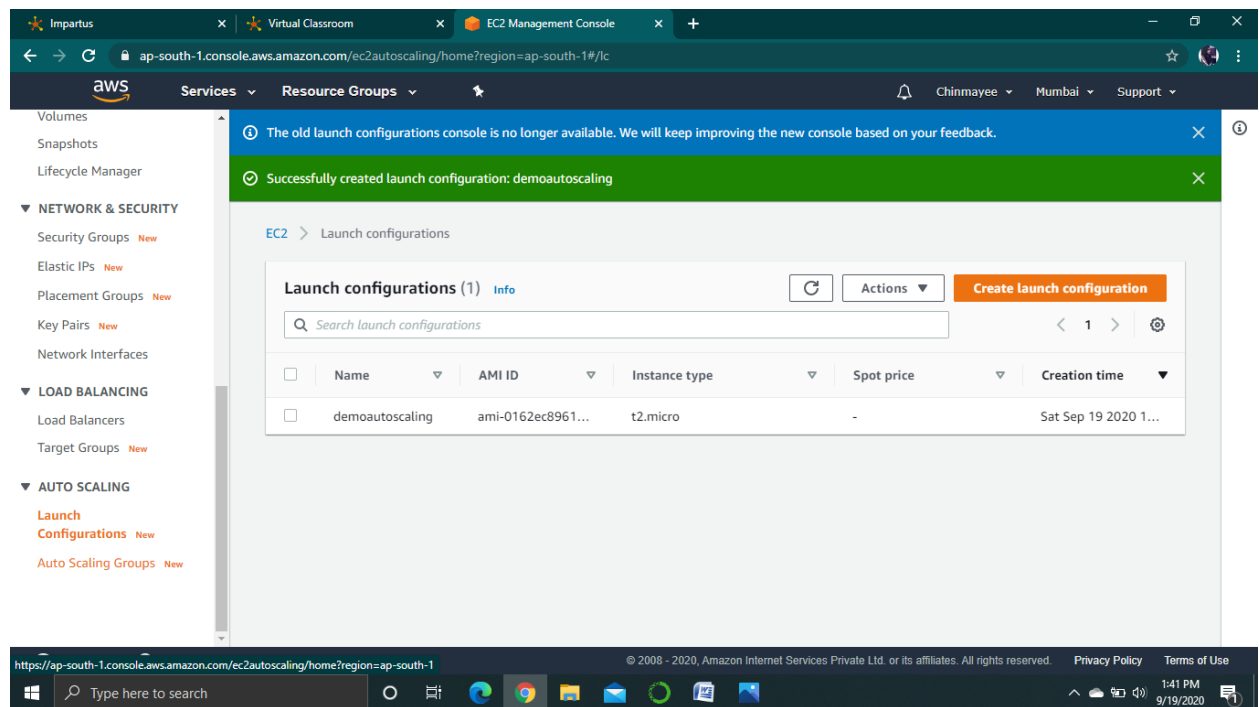 Impartus
Virtual Classroom
EC2 Management Console
ap-south-1.console.aws.amazon.com/ec2autoscaling/home?region=ap-south-1#/lc
aws
Services
Resource Groups
Chinmayee
Mumbai
Support
Volumes
Snapshots
Lifecycle Manager
NETWORK & SECURITY
Security Groups New
Elastic IPs New
Placement Groups New
Key Pairs New
Network Interfaces
LOAD BALANCING
Load Balancers
Target Groups New
AUTO SCALING
Launch
Configurations New
Auto Scaling Groups New
The old launch configurations console is no longer available. We will keep improving the new console based on your feedback.
Successfully created launch configuration: demoautoscaling
EC2 > Launch configurations
Launch configurations (1) Info
Actions
Create launch configuration
Search launch configurations
1
Name AMI ID Instance type Spot price Creation time
demoautoscaling ami-0162ec8961... t2.micro - Sat Sep 19 2020 1...
https://ap-south-1.console.aws.amazon.com/ec2autoscaling/home?region=ap-south-1
© 2008 - 2020, Amazon Internet Services Private Ltd. or its affiliates. All rights reserved. Privacy Policy Terms of Use
Type here to search
1:41 PM
9/19/2020
1